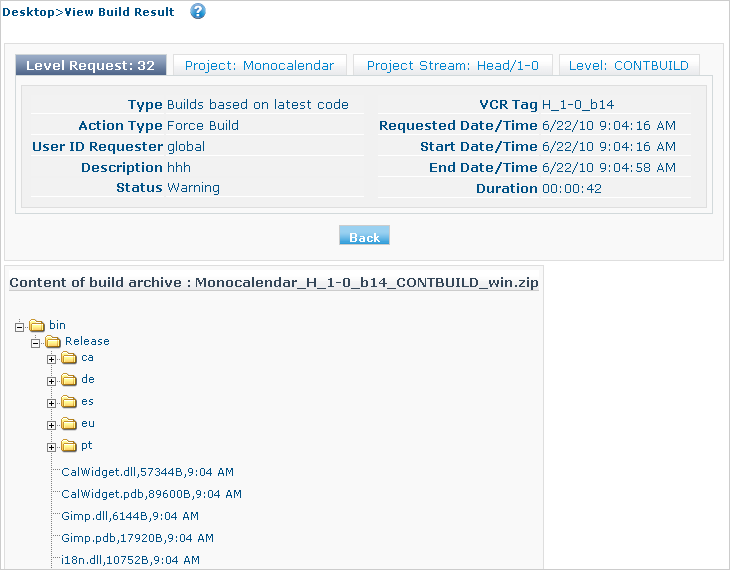 Desktop>View Build Result ?
Level Request: 32 Project: Monocalendar Project Stream: Head/1-0 Level: CONTBUILD
Type Builds based on latest code VCR Tag H_1-0_b14
Action Type Force Build Requested Date/Time 6/22/10 9:04:16 AM
User ID Requester global Start Date/Time 6/22/10 9:04:16 AM
Description hhh End Date/Time 6/22/10 9:04:58 AM
Status Warning Duration 00:00:42
Back
Content of build archive : Monocalendar_H_1-0_b14_CONTBUILD_win.zip
bin
Release
ca
de
es
eu
pt
CalWidget.dll,57344B,9:04 AM
CalWidget.pdb,89600B,9:04 AM
Gimp.dll,6144B,9:04 AM
Gimp.pdb,17920B,9:04 AM
i18n.dll,10752B,9:04 AM